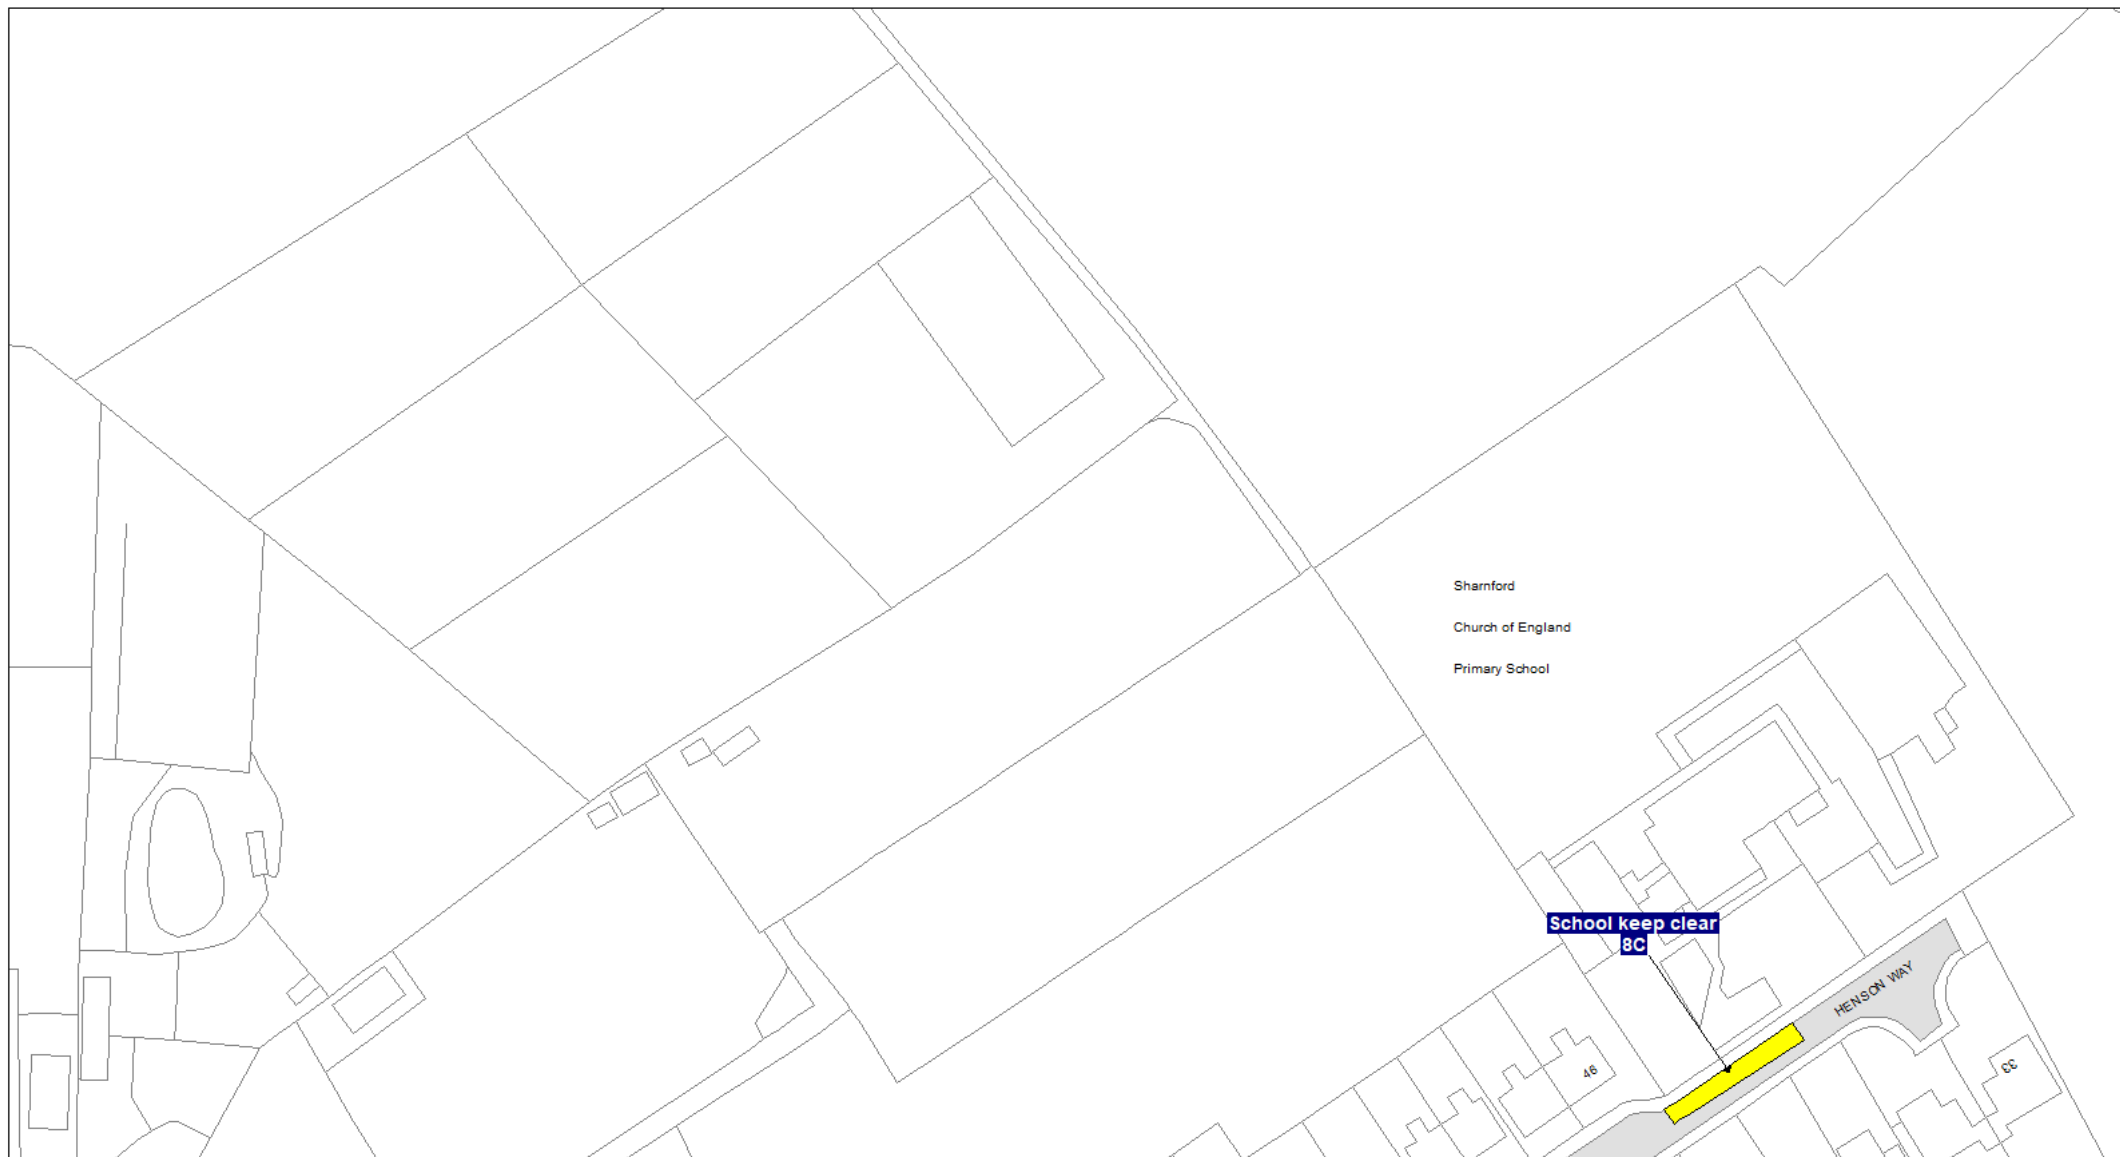 Sharnford
Church of England
Primary School
School keep clear
8C
HENSON WAY
46
33